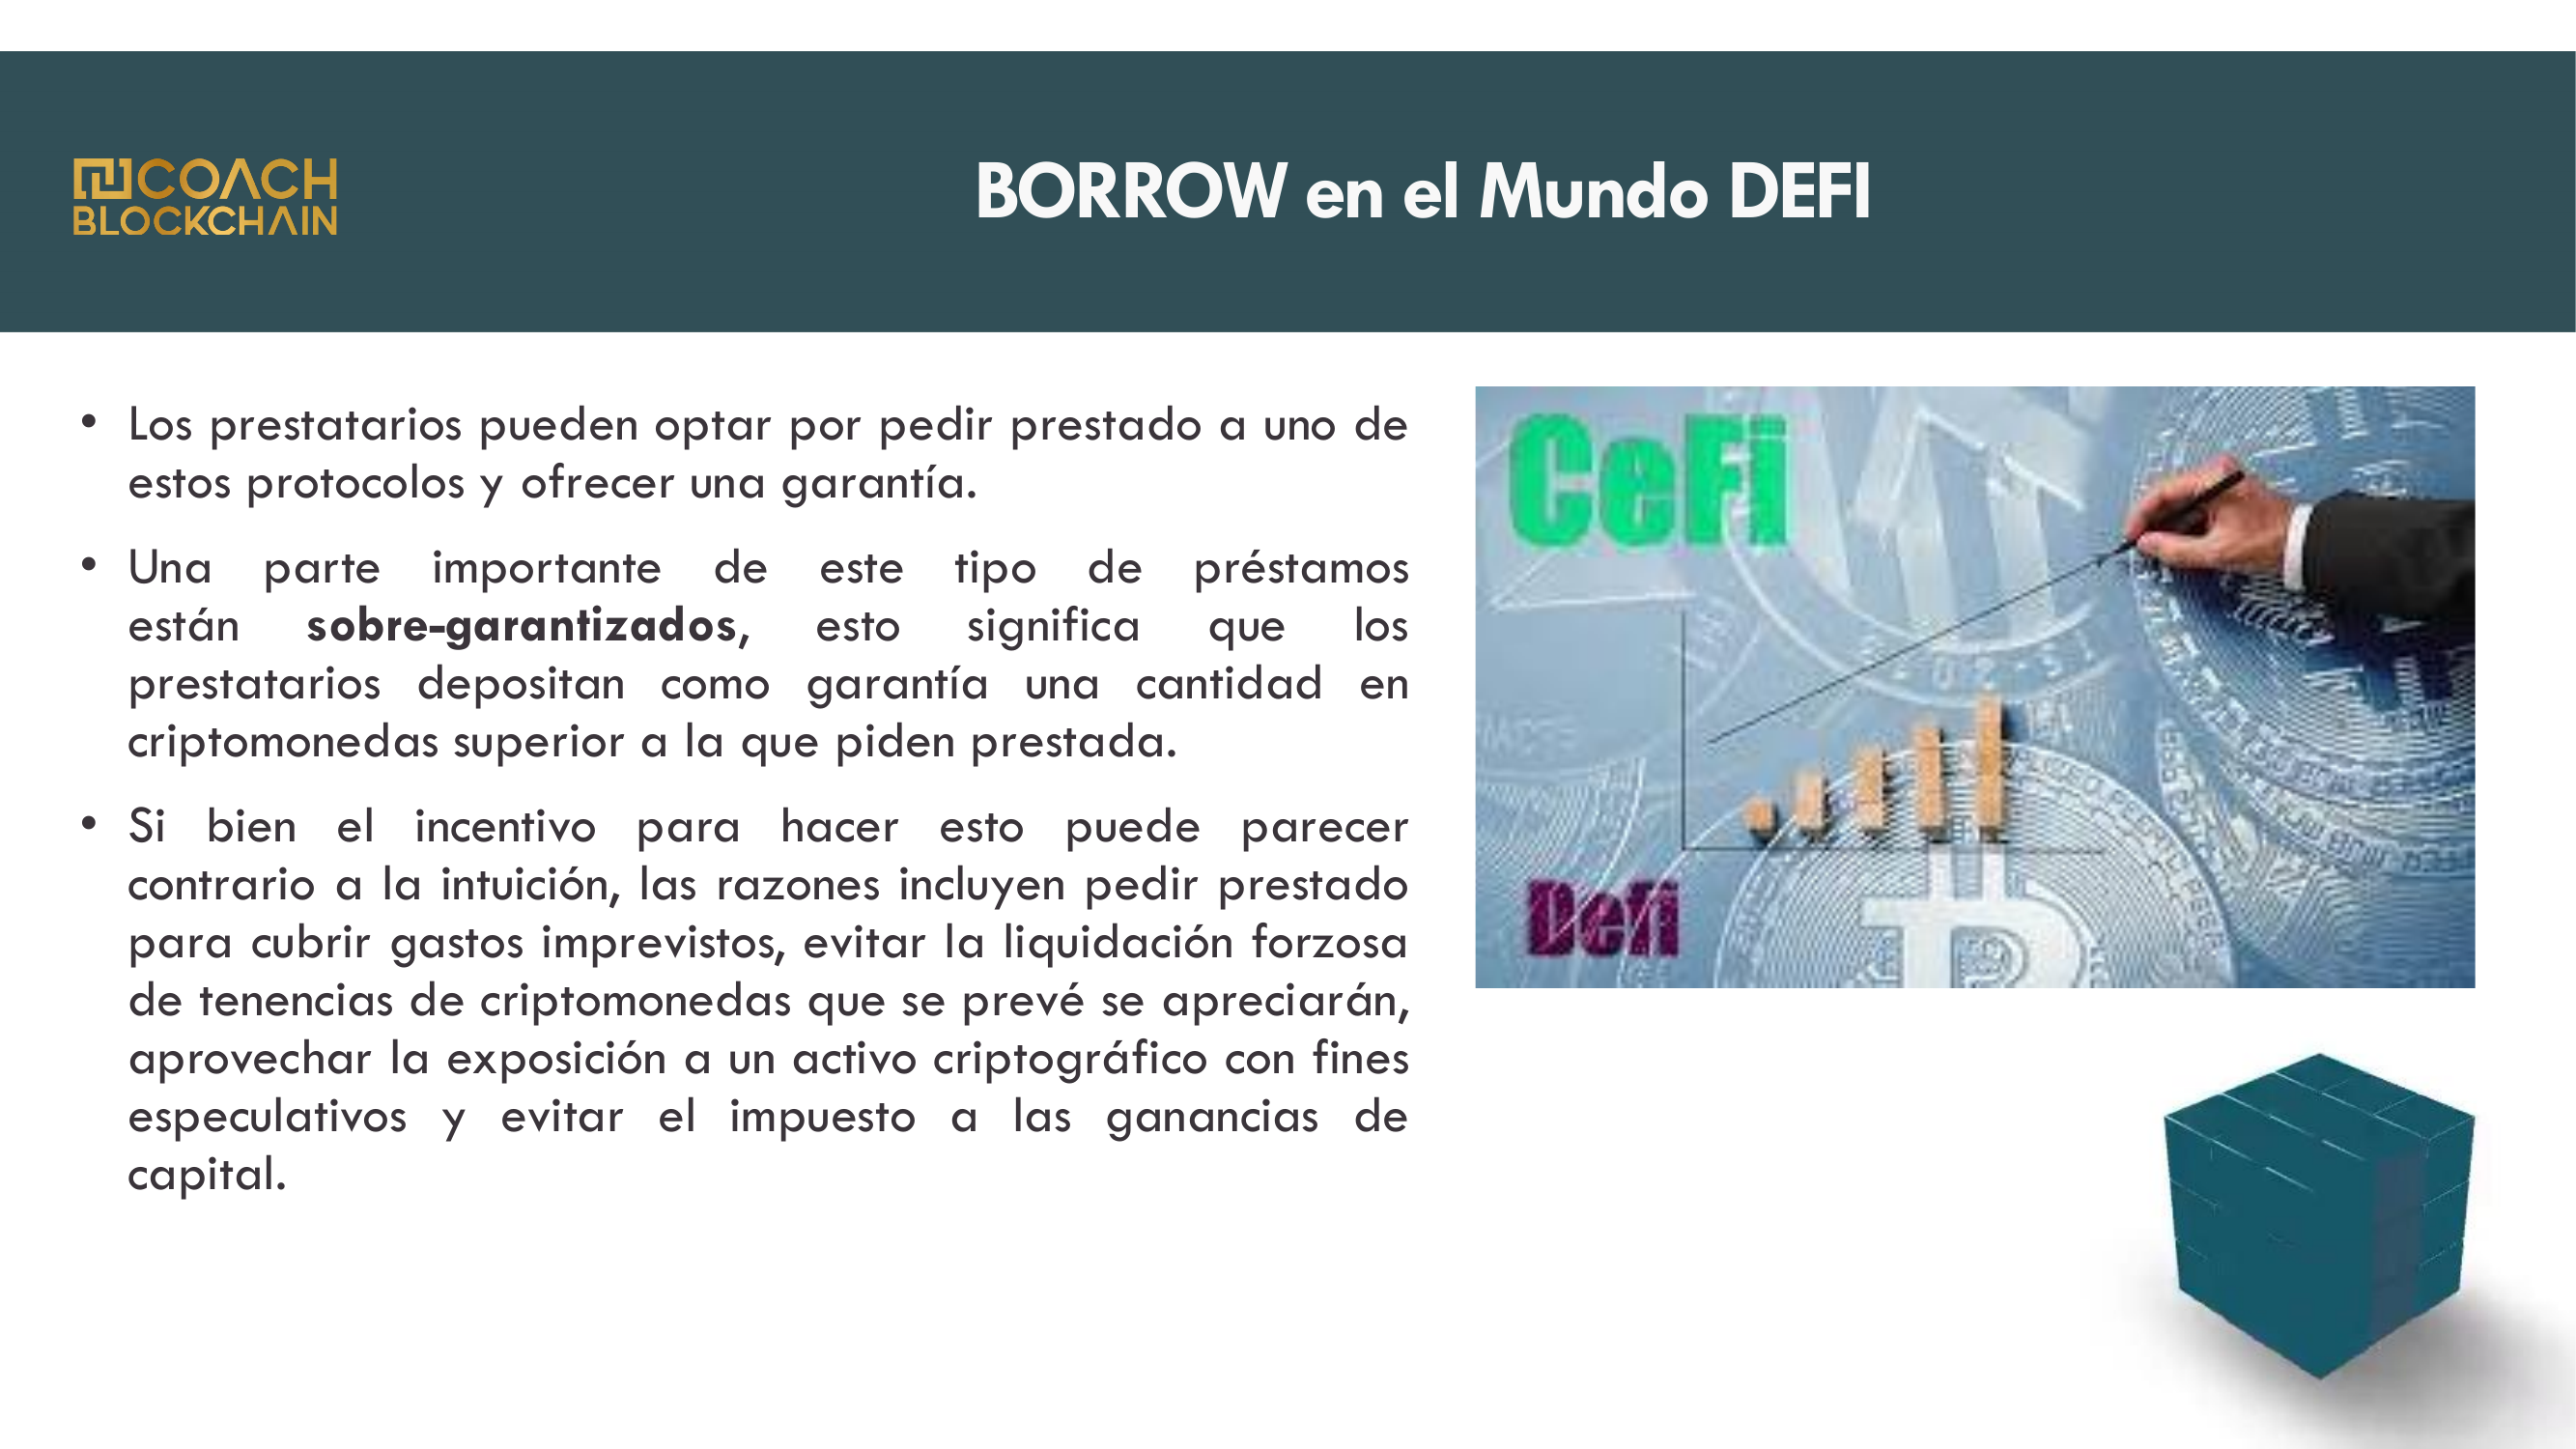 COACH
BLOCKCHAIN
BORROW en el Mundo DEFI
• Los prestatarios pueden optar por pedir prestado a uno de
estos protocolos y ofrecer una garantía.
• Una parte importante de este tipo de préstamos
están sobre-garantizados, esto significa que los
prestatarios depositan como garantía una cantidad en
criptomonedas superior a la que piden prestada.
• Si bien el incentivo para hacer esto puede parecer
contrario a la intuición, las razones incluyen pedir prestado
para cubrir gastos imprevistos, evitar la liquidación forzosa
de tenencias de criptomonedas que se prevé se apreciarán,
aprovechar la exposición a un activo criptográfico con fines
especulativos y evitar el impuesto a las ganancias de
capital.
CeFi
Defi